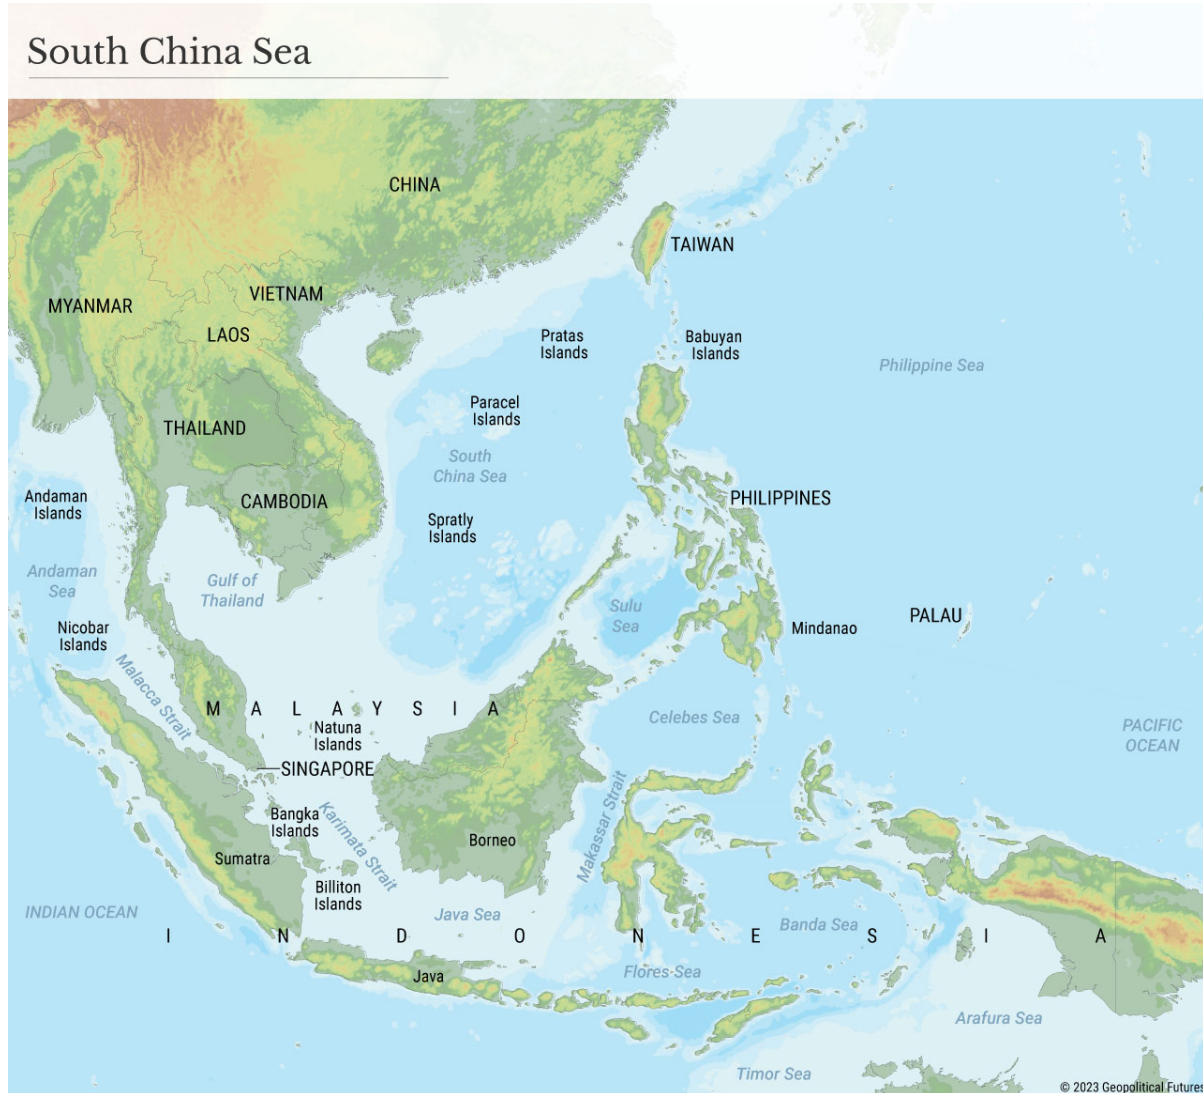 South China Sea
CHINA
TAIWAN
MYANMAR
VIETNAM
LAOS
Pratas
Islands
Babuyan
Islands
Philippine Sea
Paracel
Islands
THAILAND
South
China Sea
Andaman
Islands
CAMBODIA
PHILIPPINES
Spratly
Islands
Andaman
Sea
Gulf of
Thailand
Sulu
Sea
PALAU
Nicobar
Islands
Mindanao
Malacca Strait
MALAYSIA
Celebes Sea
Natuna
Islands
PACIFIC
OCEAN
SINGAPORE
Bangka
Islands
Karimata Strait
Makassar Strait
Borneo
Sumatra
Billiton
Islands
INDIAN OCEAN
Java Sea
Banda Sea
INDONESIA
Java
Flores Sea
Arafura Sea
Timor Sea
© 2023 Geopolitical Futures